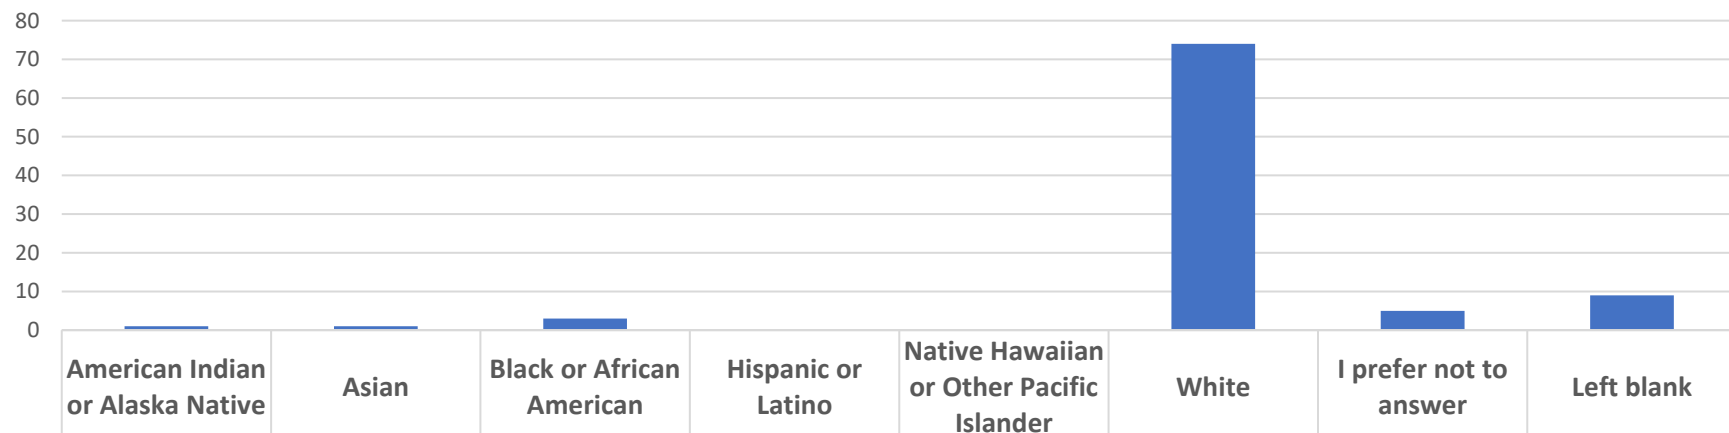 80
70
60
50
40
30
20
10
0
American Indian
or Alaska Native
Asian
Black or African
American
Hispanic or
Latino
Native Hawaiian
or Other Pacific
Islander
White
I prefer not to
answer
Left blank